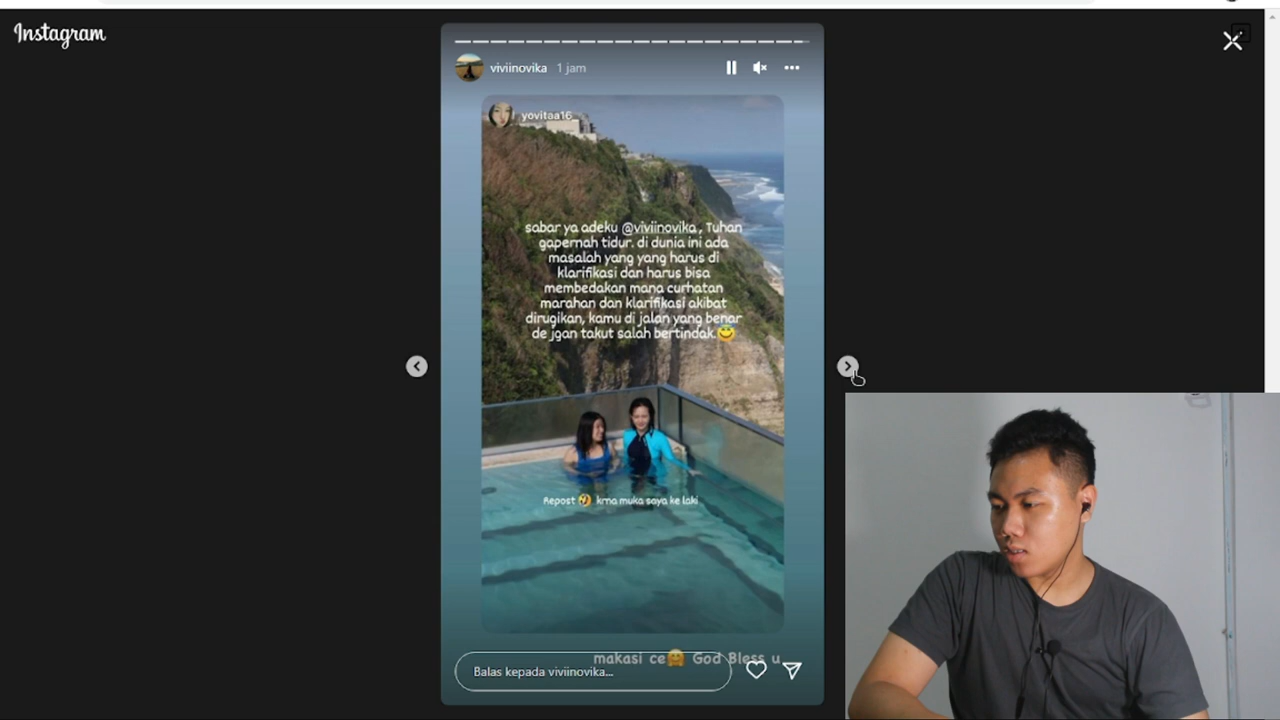 Instagram
viviinovika 1 jam
yovitaa16
sabar ya adeku @viviinovika , Tuhan
gapernah tidur. di dunia ini ada
masalah yang yang harus di
klarifikasi dan harus bisa
membedakan mana curhatan
marahan dan klarifikasi akibat
dirugikan, kamu di jalan yang benar
de jgan takut salah bertindak.
Repost krna muka saya ke laki
makasi ce God Bless u
Balas kepada viviinovika...